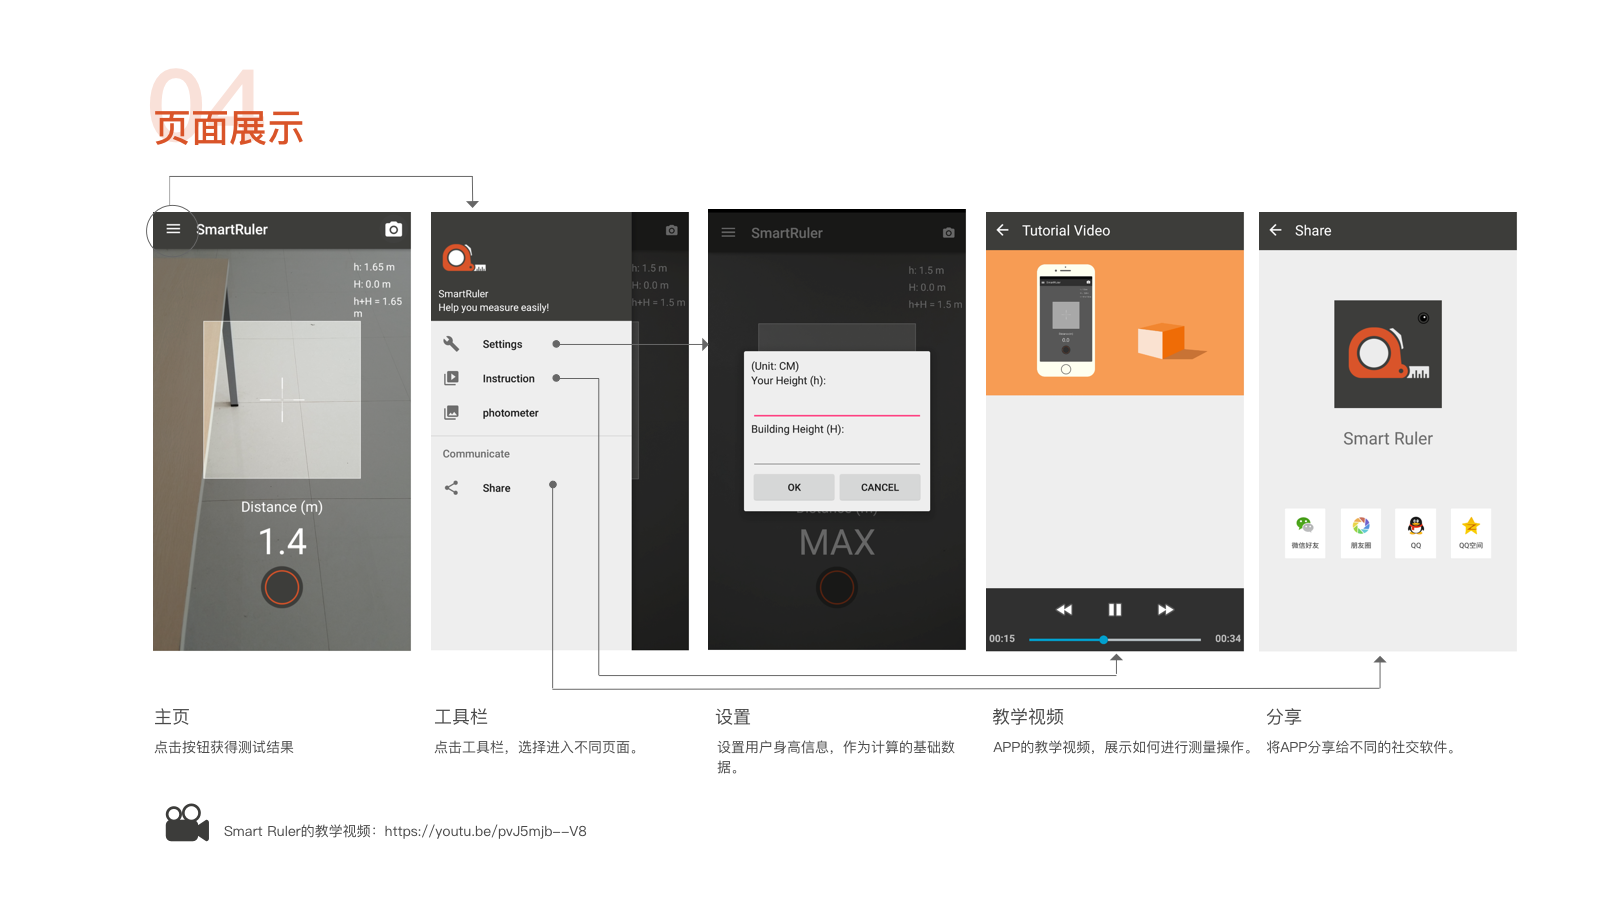 04
页面展示
SmartRuler
h: 1.65 m
H: 0.0 m
h+H = 1.65
m
Distance (m)
1.4
SmartRuler
Help you measure easily!
Settings
Instruction
photometer
Communicate
Share
h: 1.5 m
H: 0.0 m
h+H = 1.5 m
SmartRuler
h: 1.5 m
H: 0.0 m
h+H = 1.5 m
(Unit: CM)
Your Height (h):
Building Height (H):
OK CANCEL
Distance (m)
MAX
Tutorial Video
0.0
00:15 00:34
Share
Smart Ruler
微信好友 朋友圈 QQ QQ空间
主页
点击按钮获得测试结果
工具栏
点击工具栏，选择进入不同页面。
设置
设置用户身高信息，作为计算的基础数
据。
教学视频
APP的教学视频，展示如何进行测量操作。
分享
将APP分享给不同的社交软件。
Smart Ruler的教学视频：https://youtu.be/pvJ5mjb--V8